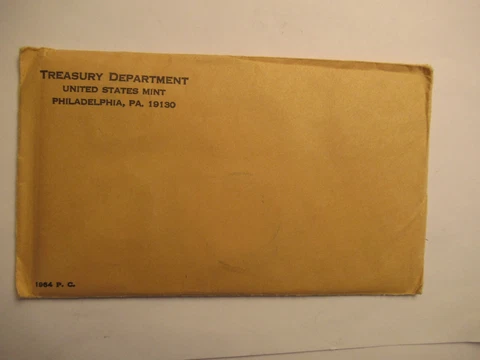 Treasury Department
United States Mint
Philadelphia, Pa. 19130
1964 P. C.